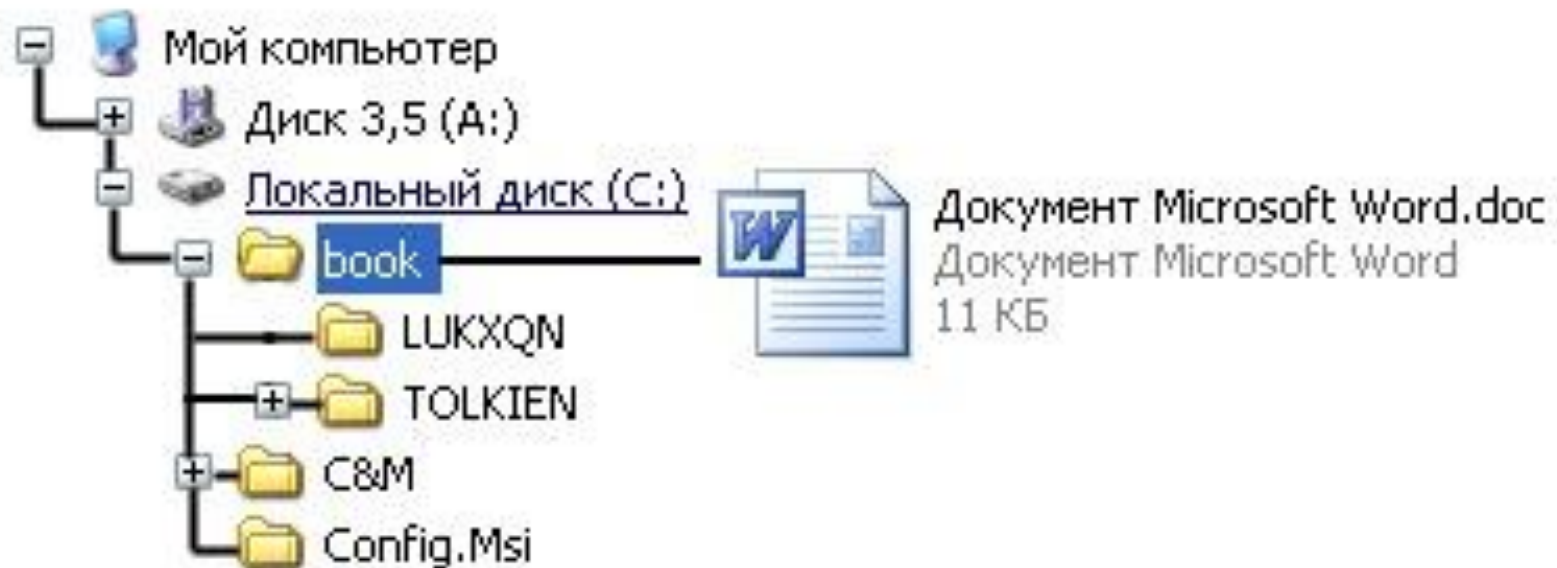 Мой компьютер
Диск 3,5 (A:)
Локальный диск (C:)
Документ Microsoft Word.doc
book
Документ Microsoft Word
11 КБ
LUKXQN
TOLKIEN
C&M
Config.Msi